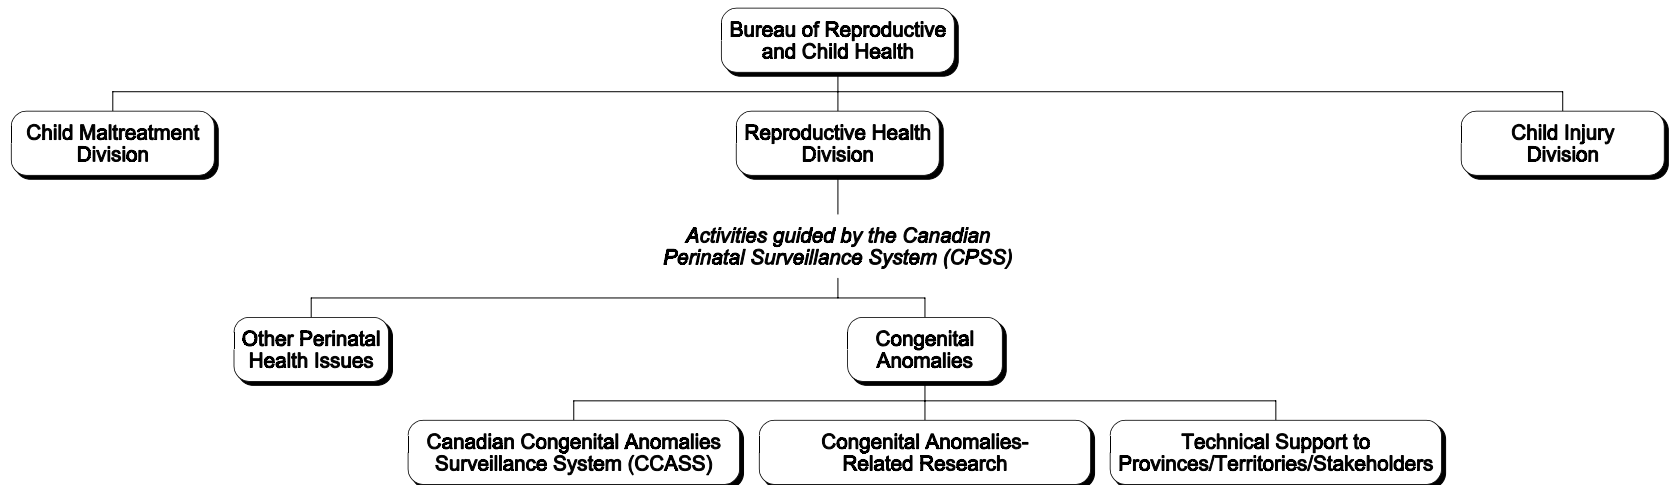 Bureau of Reproductive
and Child Health
Child Maltreatment
Division
Reproductive Health
Division
Child Injury
Division
Activities guided by the Canadian
Perinatal Surveillance System (CPSS)
Other Perinatal
Health Issues
Congenital
Anomalies
Canadian Congenital Anomalies
Surveillance System (CCASS)
Congenital Anomalies-
Related Research
Technical Support to
Provinces/Territories/Stakeholders